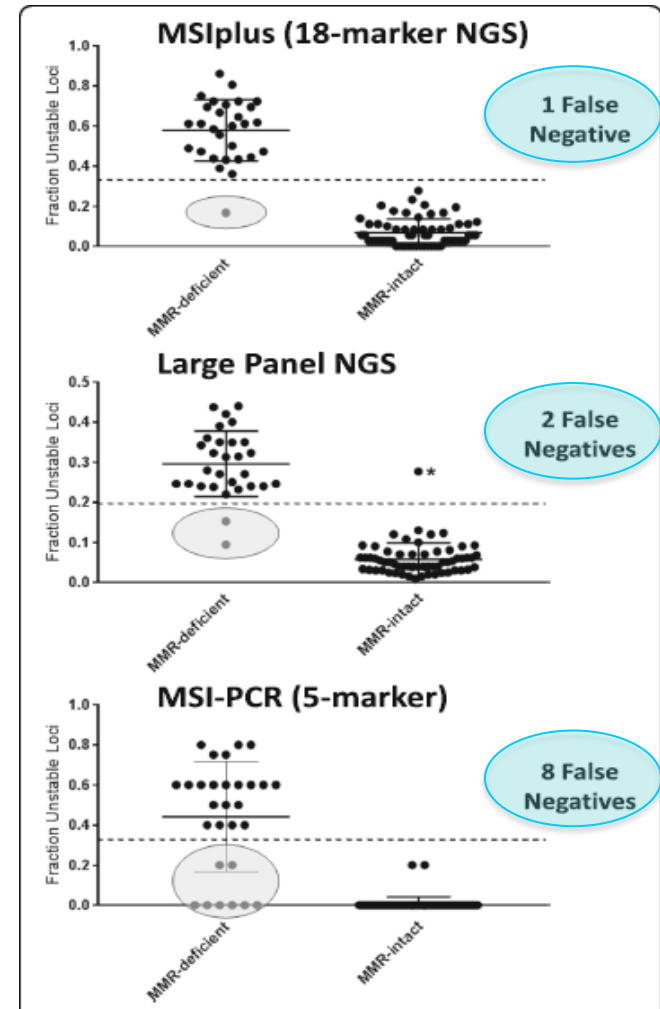 MSIplus (18-marker NGS)
Fraction Unstable Loci
1.0
0.8
0.6
0.4
0.2
0.0
1 False
Negative
MMR-deficient
MMR-intact
Large Panel NGS
Fraction Unstable Loci
0.5
0.4
0.3
0.2
0.1
0.0
*
2 False
Negatives
MMR-deficient
MMR-intact
MSI-PCR (5-marker)
Fraction Unstable Loci
1.0
0.8
0.6
0.4
0.2
0.0
8 False
Negatives
MMR-deficient
MMR-intact